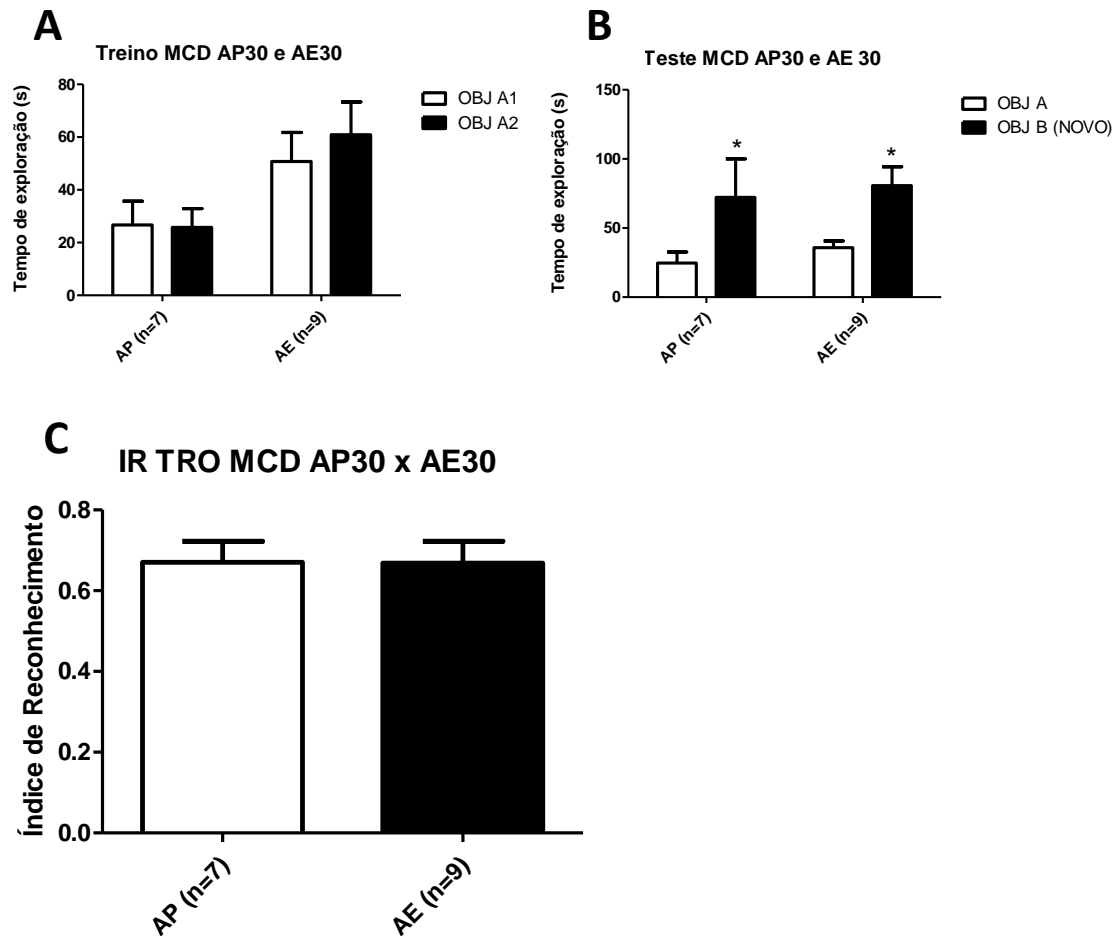 A
Treino MCD AP30 e AE30
Tempo de exploração (s)
80
60
40
20
0
AP (n=7)
AE (n=9)
OBJ A1
OBJ A2
B
Teste MCD AP30 e AE 30
Tempo de exploração (s)
150
100
50
0
*
*
AP (n=7)
AE (n=9)
OBJ A
OBJ B (NOVO)
C
IR TRO MCD AP30 x AE30
Índice de Reconhecimento
0.8
0.6
0.4
0.2
0.0
AP (n=7)
AE (n=9)